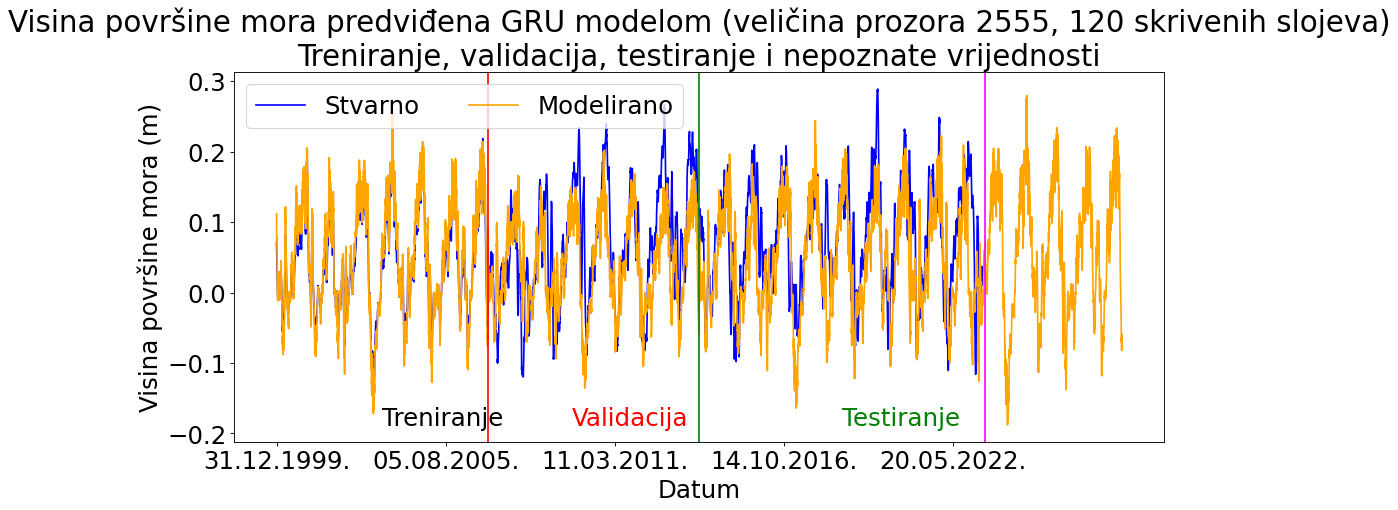 Visina površine mora predviđena GRU modelom (veličina prozora 2555, 120 skrivenih slojeva)
Treniranje, validacija, testiranje i nepoznate vrijednosti
Stvarno
Modelirano
Visina površine mora (m)
0.3
0.2
0.1
0.0
−0.1
−0.2
Treniranje
Validacija
Testiranje
31.12.1999.
05.08.2005.
11.03.2011.
14.10.2016.
20.05.2022.
Datum